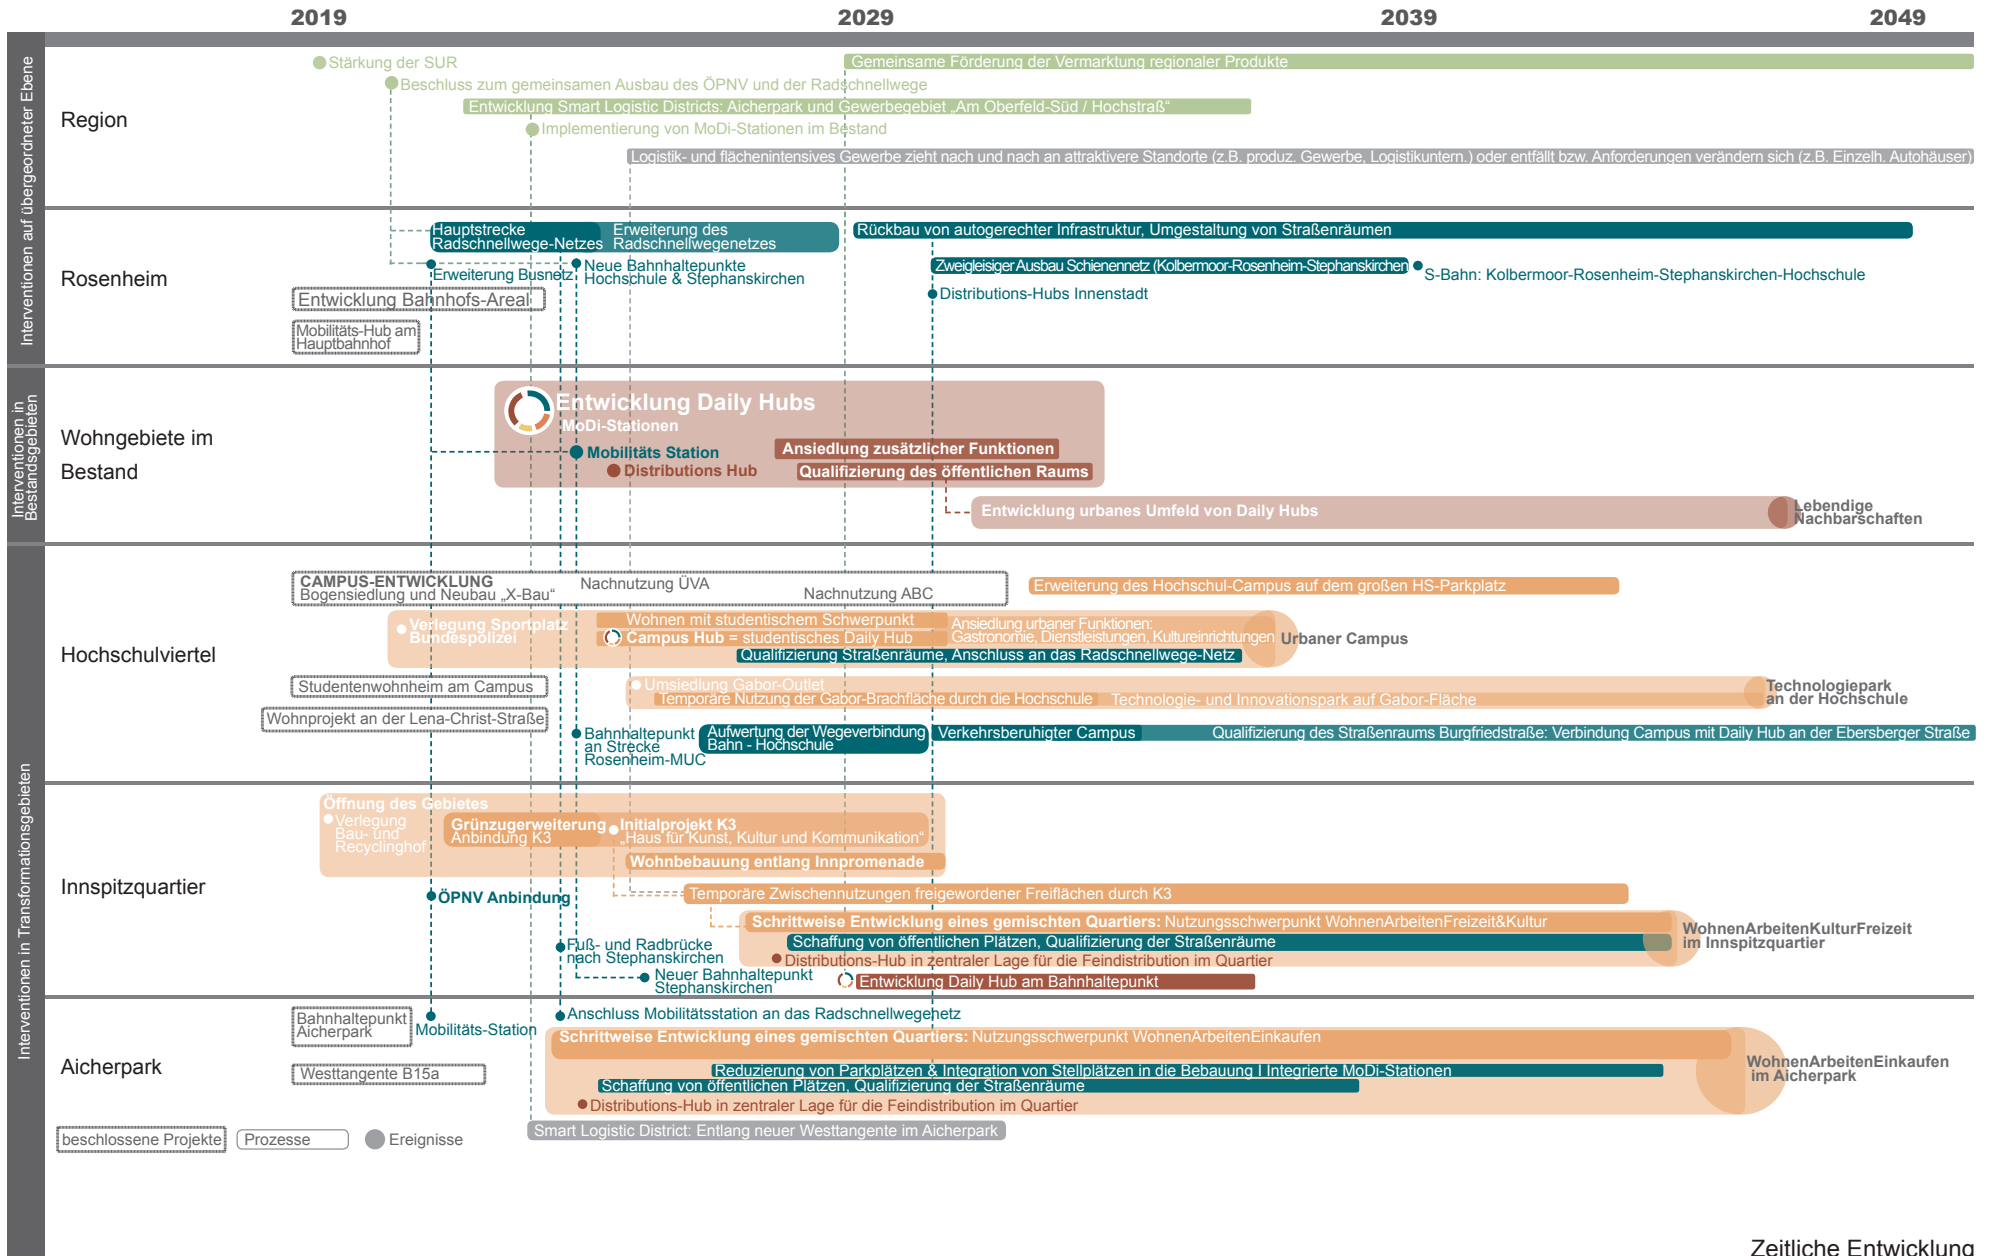 2019 2029 2039 2049
Interventionen auf übergeordneter Ebene
Region
Stärkung der SUR
Gemeinsame Förderung der Vermarktung regionaler Produkte
Beschluss zum gemeinsamen Ausbau des ÖPNV und der Radschnellwege
Entwicklung Smart Logistic Districts: Aicherpark und Gewerbegebiet „Am Oberfeld-Süd / Hochstraß“
Implementierung von MoDi-Stationen im Bestand
Logistik- und flächenintensives Gewerbe zieht nach und nach an attraktivere Standorte (z.B. produz. Gewerbe, Logistikuntern.) oder entfällt bzw. Anforderungen verändern sich (z.B. Einzelh. Autohäuser)
Rosenheim
Hauptstrecke
Radschnellwege-Netzes
Erweiterung des
Radschnellwegenetzes
Rückbau von autogerechter Infrastruktur, Umgestaltung von Straßenräumen
Erweiterung Busnetz
Neue Bahnhaltepunkte
Hochschule & Stephanskirchen
Zweigleisiger Ausbau Schienennetz (Kolbermoor-Rosenheim-Stephanskirchen
S-Bahn: Kolbermoor-Rosenheim-Stephanskirchen-Hochschule
Entwicklung Bahnhofs-Areal
Distributions-Hubs Innenstadt
Mobilitäts-Hub am
Hauptbahnhof
Interventionen in
Bestandsgebieten
Wohngebiete im
Bestand
Entwicklung Daily Hubs
MoDi-Stationen
Mobilitäts Station
Distributions Hub
Ansiedlung zusätzlicher Funktionen
Qualifizierung des öffentlichen Raums
Entwicklung urbanes Umfeld von Daily Hubs
Lebendige
Nachbarschaften
Interventionen in Transformationsgebieten
Hochschulviertel
CAMPUS-ENTWICKLUNG
Bogensiedlung und Neubau „X-Bau“
Nachnutzung ÜVA
Nachnutzung ABC
Erweiterung des Hochschul-Campus auf dem großen HS-Parkplatz
Verlegung Sportplatz
Bundespolizei
Wohnen mit studentischem Schwerpunkt
Campus Hub = studentisches Daily Hub
Ansiedlung urbaner Funktionen:
Gastronomie, Dienstleistungen, Kultureinrichtungen
Urbaner Campus
Qualifizierung Straßenräume, Anschluss an das Radschnellwege-Netz
Studentenwohnheim am Campus
Umsiedlung Gabor-Outlet
Temporäre Nutzung der Gabor-Brachfläche durch die Hochschule
Technologie- und Innovationspark auf Gabor-Fläche
Technologiepark
an der Hochschule
Wohnprojekt an der Lena-Christ-Straße
Bahnhaltepunkt
an Strecke
Rosenheim-MUC
Aufwertung der Wegeverbindung
Bahn - Hochschule
Verkehrsberuhigter Campus
Qualifizierung des Straßenraums Burgfriedstraße: Verbindung Campus mit Daily Hub an der Ebersberger Straße
Innspitzquartier
Öffnung des Gebietes
Verlegung
Bau- und
Recyclinghof
Grünzugerweiterung
Anbindung K3
Initialprojekt K3
„Haus für Kunst, Kultur und Kommunikation“
Wohnbebauung entlang Innpromenade
ÖPNV Anbindung
Temporäre Zwischennutzungen freigewordener Freiflächen durch K3
Schrittweise Entwicklung eines gemischten Quartiers: Nutzungsschwerpunkt WohnenArbeitenFreizeit&Kultur
Schaffung von öffentlichen Plätzen, Qualifizierung der Straßenräume
WohnenArbeitenKulturFreizeit
im Innspitzquartier
Fuß- und Radbrücke
nach Stephanskirchen
Distributions-Hub in zentraler Lage für die Feindistribution im Quartier
Neuer Bahnhaltepunkt
Stephanskirchen
Entwicklung Daily Hub am Bahnhaltepunkt
Aicherpark
Bahnhaltepunkt
Aicherpark
Mobilitäts-Station
Anschluss Mobilitätsstation an das Radschnellwegenetz
Schrittweise Entwicklung eines gemischten Quartiers: Nutzungsschwerpunkt WohnenArbeitenEinkaufen
WohnenArbeitenEinkaufen
im Aicherpark
Westtangente B15a
Reduzierung von Parkplätzen & Integration von Stellplätzen in die Bebauung I Integrierte MoDi-Stationen
Schaffung von öffentlichen Plätzen, Qualifizierung der Straßenräume
Distributions-Hub in zentraler Lage für die Feindistribution im Quartier
Smart Logistic District: Entlang neuer Westtangente im Aicherpark
beschlossene Projekte Prozesse Ereignisse
Zeitliche Entwicklung